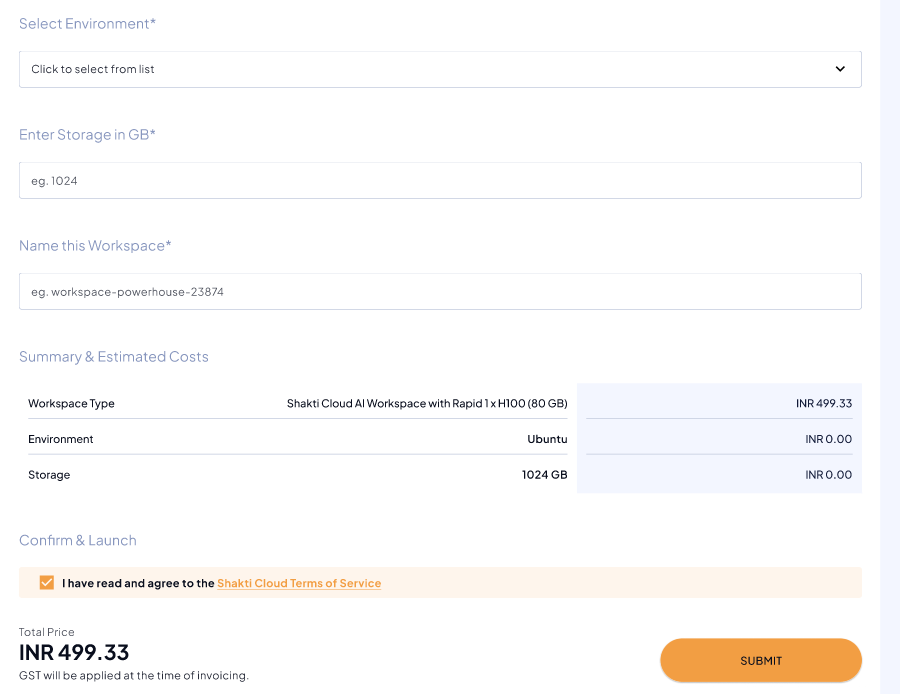 Select Environment*
Click to select from list
Enter Storage in GB*
eg. 1024
Name this Workspace*
eg. workspace-powerhouse-23874
Summary & Estimated Costs
Workspace Type Shakti Cloud AI Workspace with Rapid 1 x H100 (80 GB) INR 499.33
Environment Ubuntu INR 0.00
Storage 1024 GB INR 0.00
Confirm & Launch
I have read and agree to the Shakti Cloud Terms of Service
Total Price
INR 499.33
GST will be applied at the time of invoicing.
SUBMIT